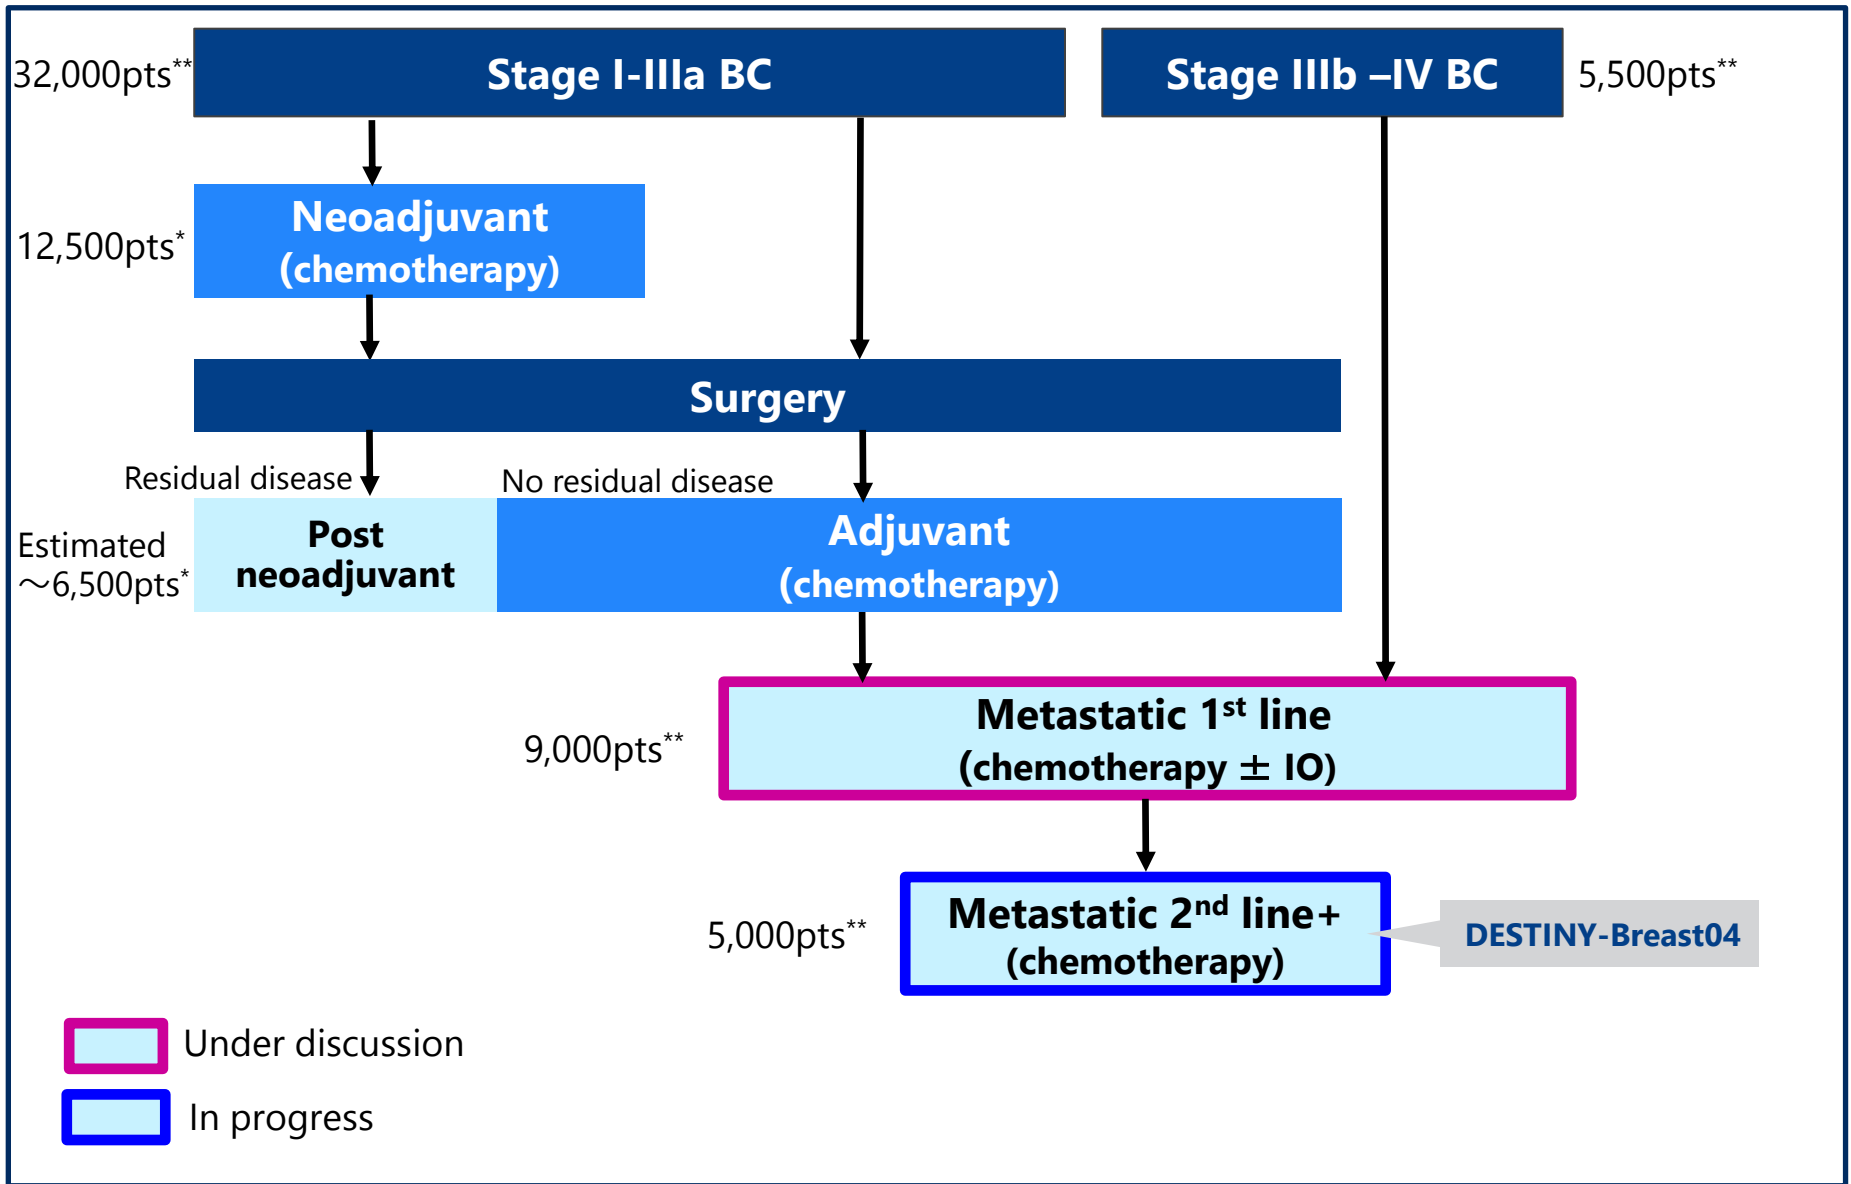 32,000pts**
Stage I-IIIa BC
Stage IIIb –IV BC
5,500pts**
12,500pts*
Neoadjuvant
(chemotherapy)
Surgery
Residual disease
No residual disease
Estimated
～6,500pts*
Post
neoadjuvant
Adjuvant
(chemotherapy)
9,000pts**
Metastatic 1st line
(chemotherapy ± IO)
5,000pts**
Metastatic 2nd line+
(chemotherapy)
DESTINY-Breast04
Under discussion
In progress